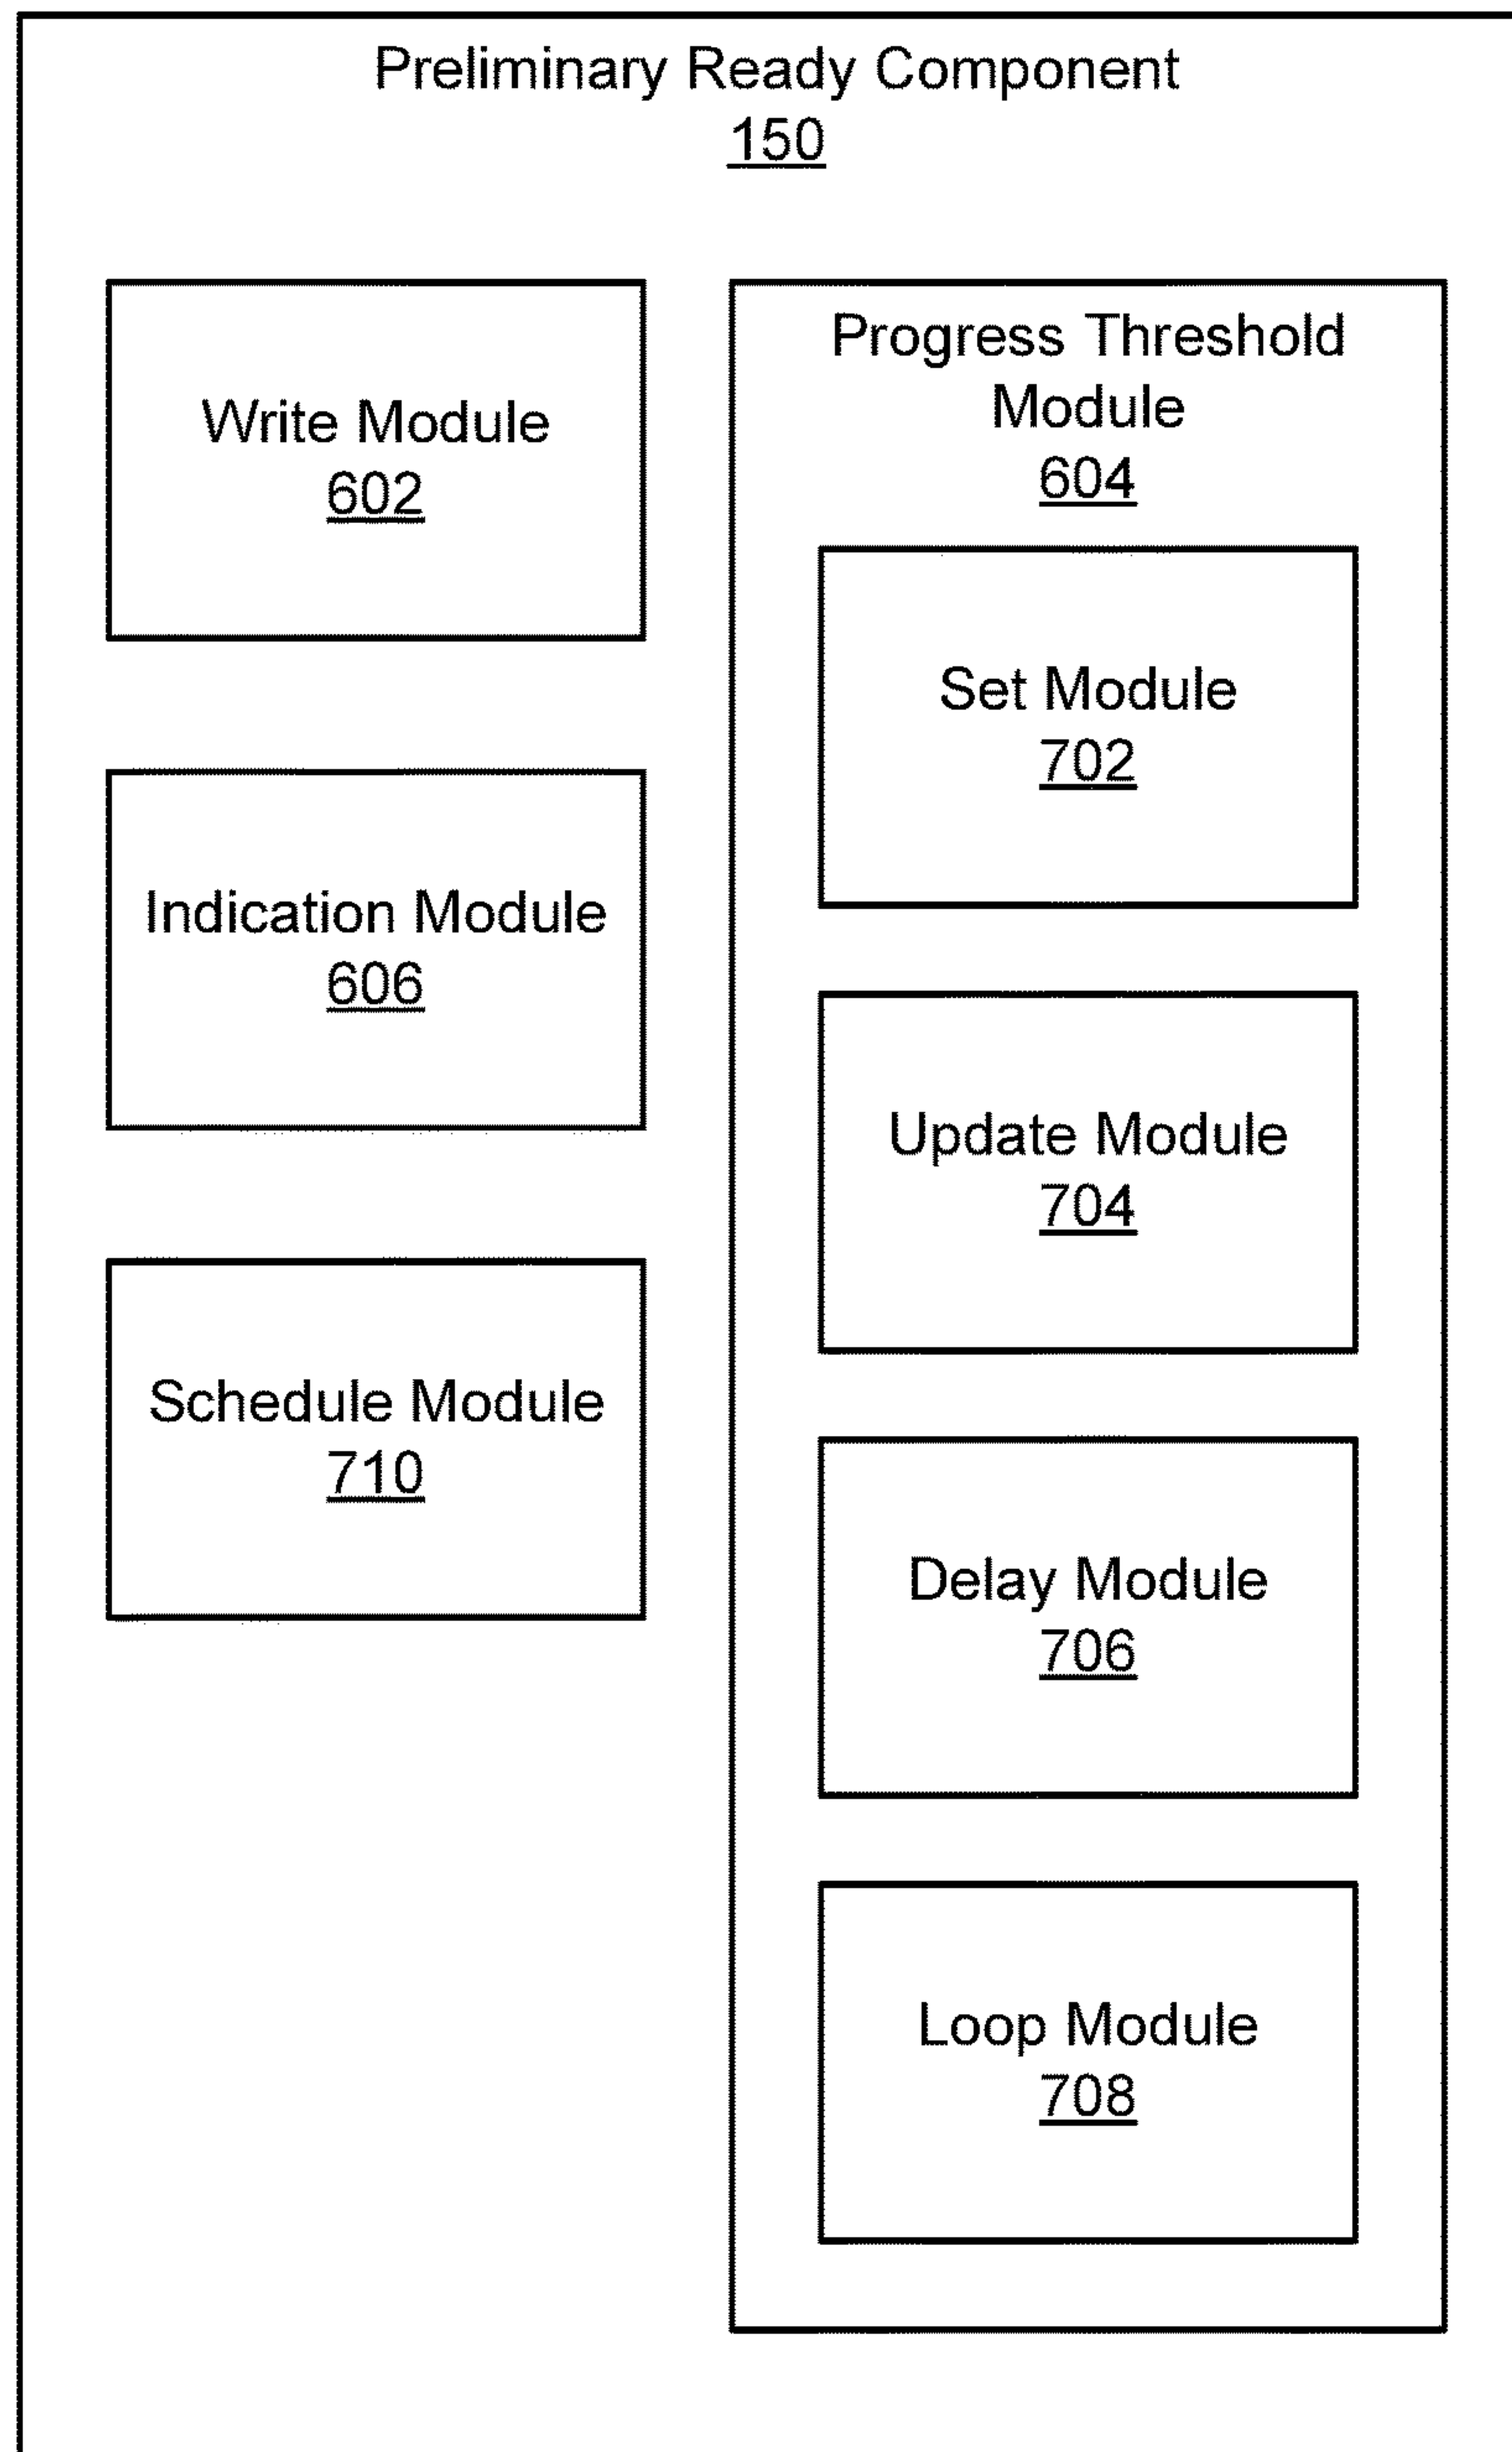 Preliminary Ready Component
150
Write Module
602
Indication Module
606
Schedule Module
710
Progress Threshold
Module
604
Set Module
702
Update Module
704
Delay Module
706
Loop Module
708